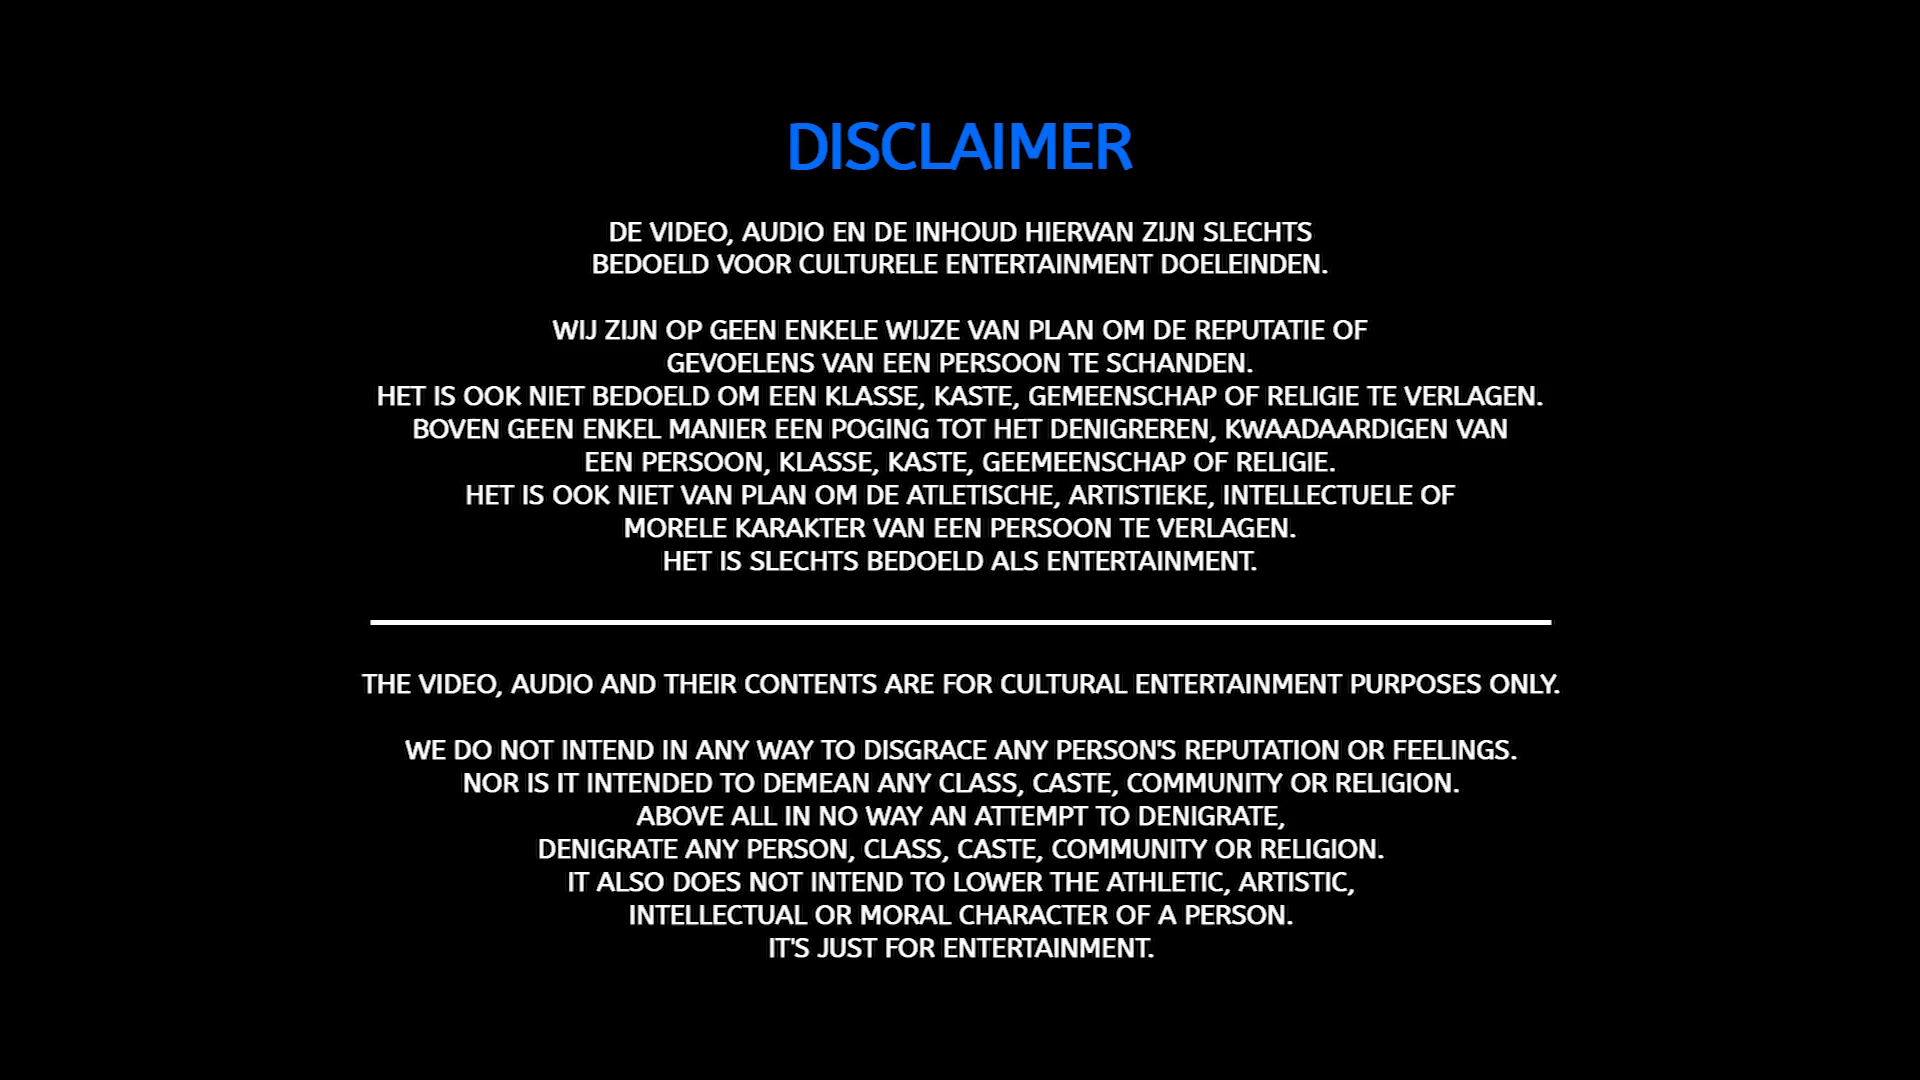 DISCLAIMER
DE VIDEO, AUDIO EN DE INHOUD HIERVAN ZIJN SLECHTS
BEDOELD VOOR CULTURELE ENTERTAINMENT DOELEINDEN.
WIJ ZIJN OP GEEN ENKELE WIJZE VAN PLAN OM DE REPUTATIE OF
GEVOELENS VAN EEN PERSOON TE SCHANDEN.
HET IS OOK NIET BEDOELD OM EEN KLASSE, KASTE, GEMEENSCHAP OF RELIGIE TE VERLAGEN.
BOVEN GEEN ENKEL MANIER EEN POGING TOT HET DENIGREREN, KWAADAARDIGEN VAN
EEN PERSOON, KLASSE, KASTE, GEEMEENSCHAP OF RELIGIE.
HET IS OOK NIET VAN PLAN OM DE ATLETISCHE, ARTISTIEKE, INTELLECTUELE OF
MORELE KARAKTER VAN EEN PERSOON TE VERLAGEN.
HET IS SLECHTS BEDOELD ALS ENTERTAINMENT.
THE VIDEO, AUDIO AND THEIR CONTENTS ARE FOR CULTURAL ENTERTAINMENT PURPOSES ONLY.
WE DO NOT INTEND IN ANY WAY TO DISGRACE ANY PERSON'S REPUTATION OR FEELINGS.
NOR IS IT INTENDED TO DEMEAN ANY CLASS, CASTE, COMMUNITY OR RELIGION.
ABOVE ALL IN NO WAY AN ATTEMPT TO DENIGRATE,
DENIGRATE ANY PERSON, CLASS, CASTE, COMMUNITY OR RELIGION.
IT ALSO DOES NOT INTEND TO LOWER THE ATHLETIC, ARTISTIC,
INTELLECTUAL OR MORAL CHARACTER OF A PERSON.
IT'S JUST FOR ENTERTAINMENT.